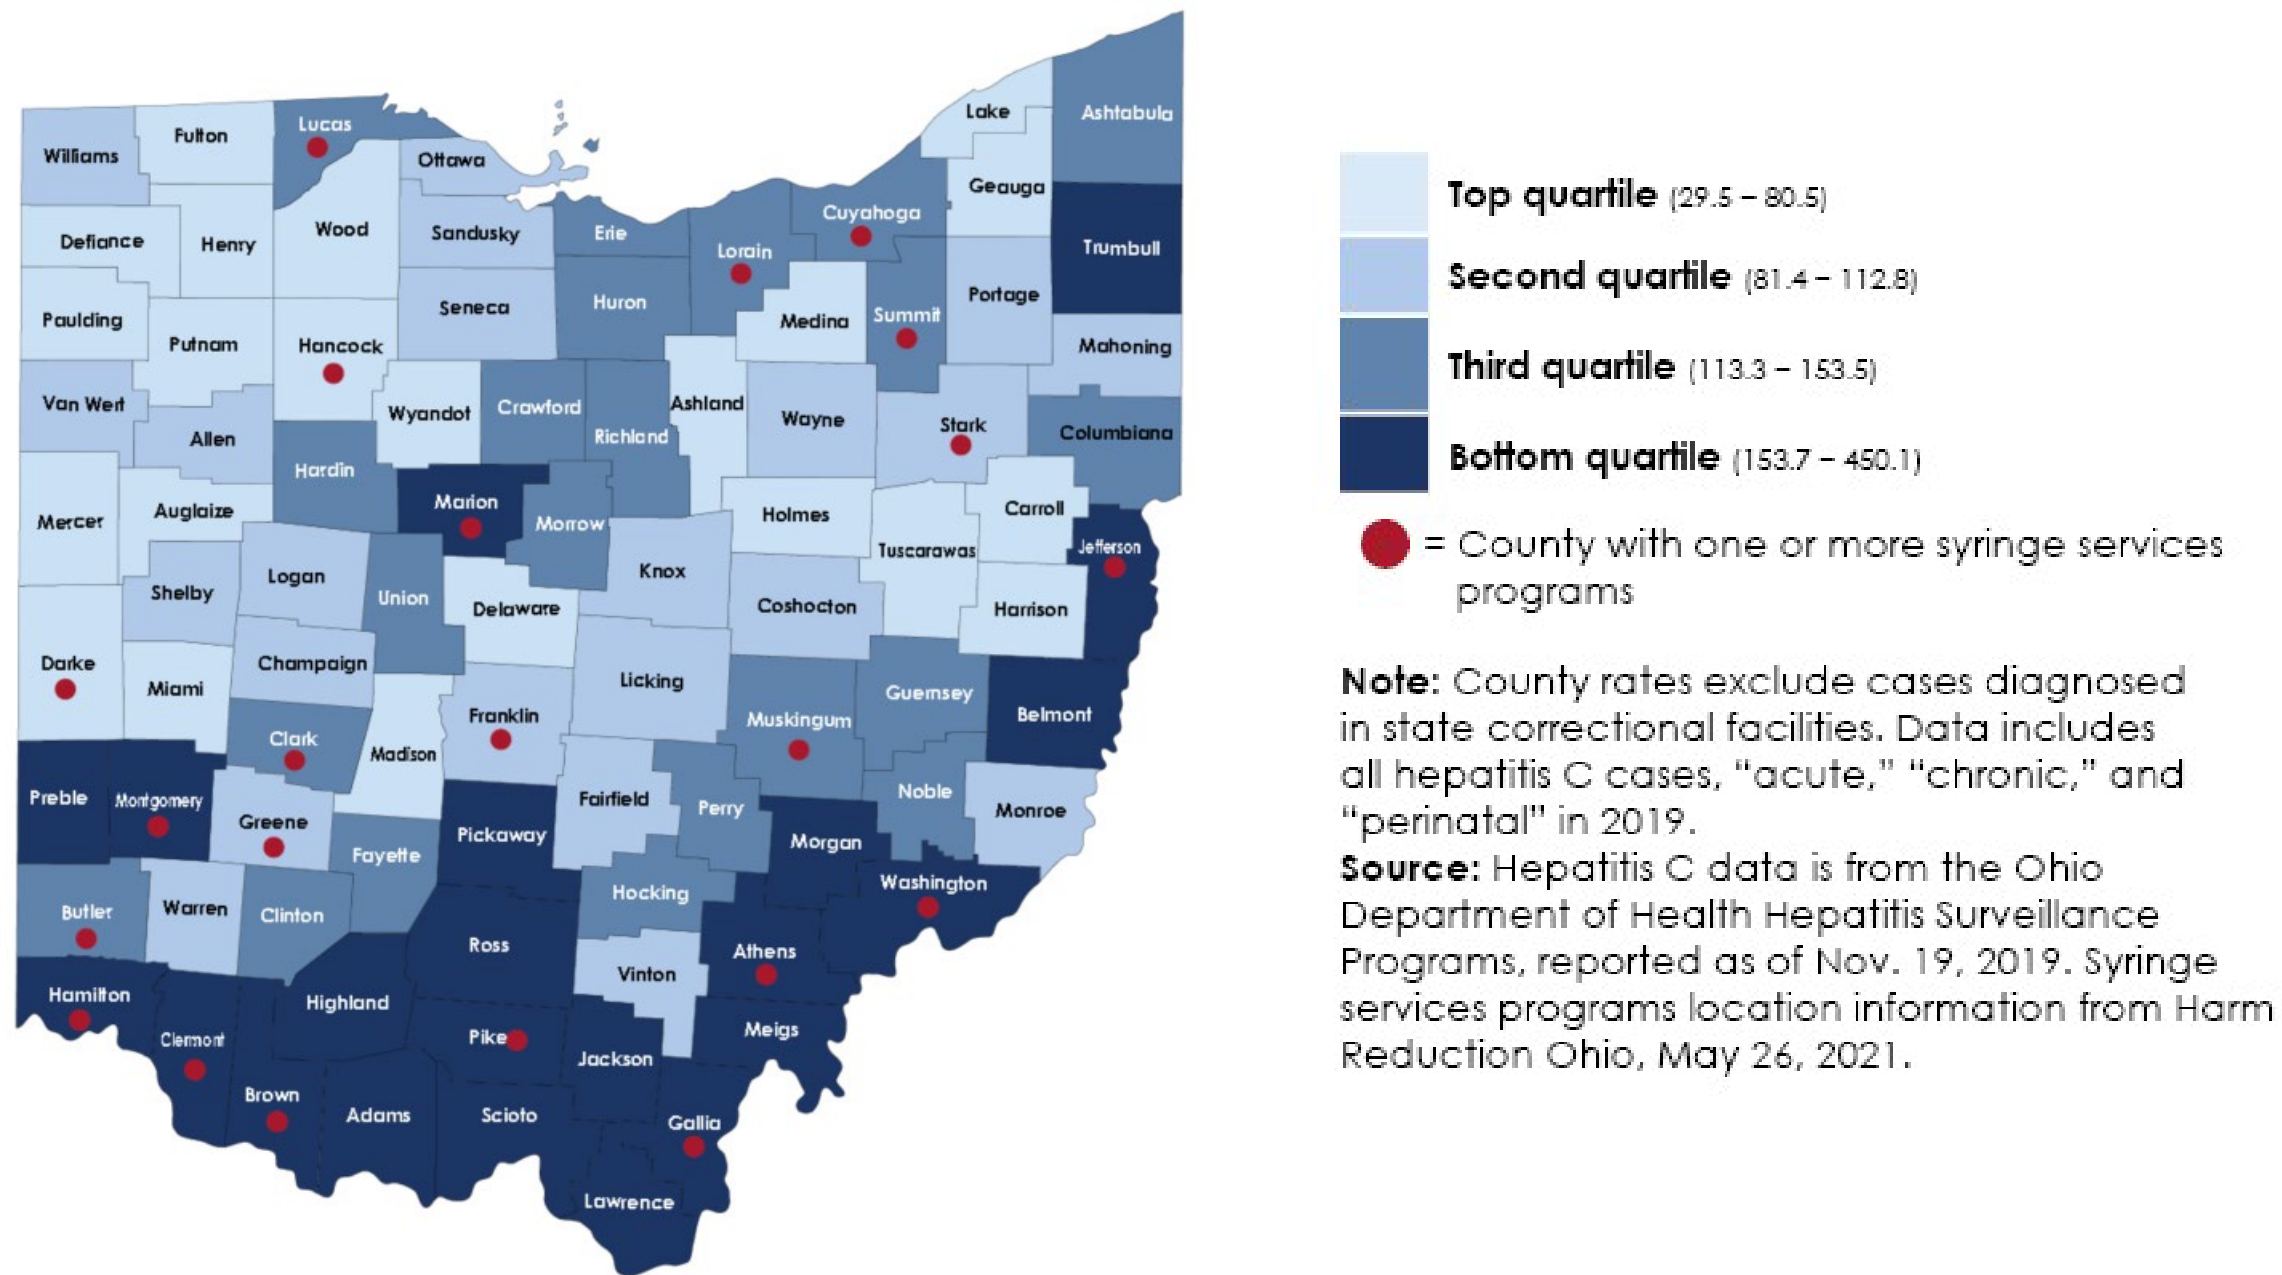 Lake
Ashtabula
Lucas
Fulton
Williams
Ottawa
Geauga
Cuyahoga
Wood
Sandusky
Erie
Defiance
Henry
Lorain
Trumbull
Portage
Huron
Seneca
Summit
Medina
Paulding
Putnam
Hancock
Mahoning
Van Wert
Wyandot
Crawford
Ashland
Wayne
Stark
Columbiana
Richland
Allen
Hardin
Marion
Morrow
Carroll
Holmes
Auglaize
Mercer
Jefferson
Tuscarawas
Knox
Logan
Shelby
Union
Delaware
Coshocton
Harrison
Darke
Champaign
Miami
Licking
Guernsey
Franklin
Muskingum
Belmont
Clark
Madison
Preble
Montgomery
Fairfield
Perry
Noble
Monroe
Greene
Pickaway
Morgan
Fayette
Washington
Hocking
Butler
Warren
Clinton
Ross
Athens
Vinton
Hamilton
Highland
Clermont
Pike
Meigs
Jackson
Brown
Adams
Scioto
Gallia
Lawrence
Top quartile (29.5 – 80.5)
Second quartile (81.4 – 112.8)
Third quartile (113.3 – 153.5)
Bottom quartile (153.7 – 450.1)
= County with one or more syringe services
programs
Note: County rates exclude cases diagnosed
in state correctional facilities. Data includes
all hepatitis C cases, “acute,” “chronic,” and
“perinatal” in 2019.
Source: Hepatitis C data is from the Ohio
Department of Health Hepatitis Surveillance
Programs, reported as of Nov. 19, 2019. Syringe
services programs location information from Harm
Reduction Ohio, May 26, 2021.